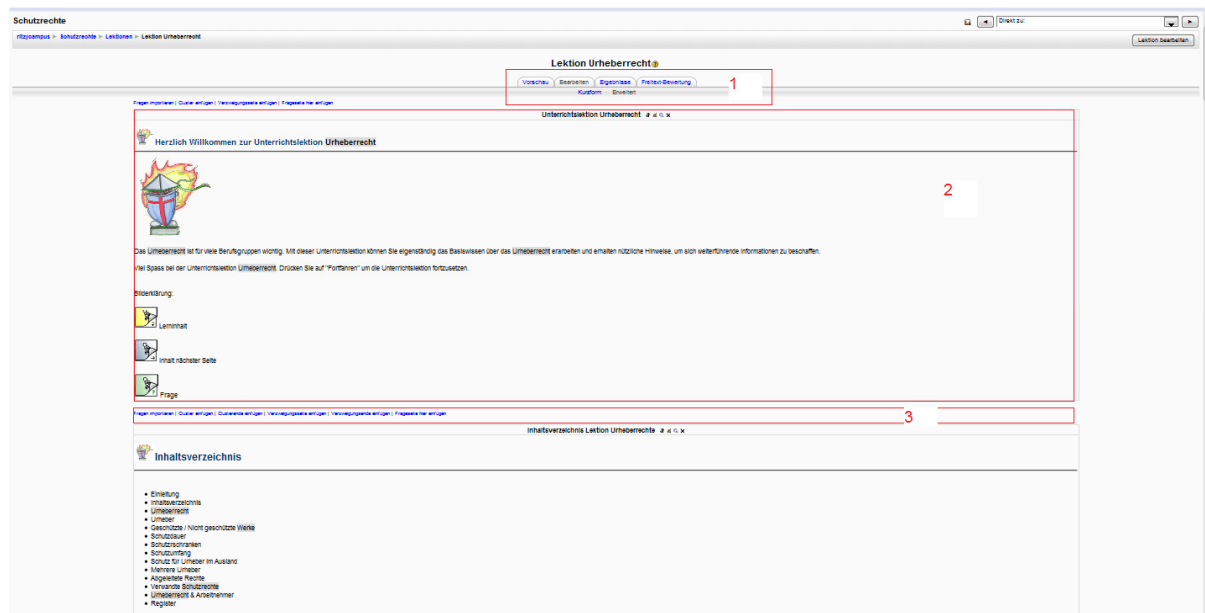 Schutzrechte
Direkt zu:
ritzycampus ► Schutzrechte ► Lektionen ► Lektion Urheberrecht
Lektion bearbeiten
Lektion Urheberrecht
Vorschau Bearbeiten Ergebnisse Freitext-Bewertung
1
Kurzform Erweitert
Fragen importieren | Cluster einfügen | Verzweigungsseite einfügen | Frageseite hier einfügen
Unterrichtslektion Urheberrecht
Herzlich Willkommen zur Unterrichtslektion Urheberrecht
2
Das Urheberrecht ist für viele Berufsgruppen wichtig. Mit dieser Unterrichtslektion können Sie eigenständig das Basiswissen über das Urheberrecht erarbeiten und erhalten nützliche Hinweise, um sich weiterführende Informationen zu beschaffen.
Viel Spass bei der Unterrichtslektion Urheberrecht. Drücken Sie auf "Fortfahren" um die Unterrichtslektion fortzusetzen.
Bilderklärung:
Lerninhalt
Inhalt nächster Seite
Frage
Fragen importieren | Cluster einfügen | Clusterende einfügen | Verzweigungsseite einfügen | Verzweigungsende einfügen | Frageseite hier einfügen
3
Inhaltsverzeichnis Lektion Urheberrechte
Inhaltsverzeichnis
• Einleitung
• Inhaltsverzeichnis
• Urheberrecht
• Urheber
• Geschützte / Nicht geschützte Werke
• Schutzdauer
• Schutzschranken
• Schutzumfang
• Schutz für Urheber im Ausland
• Mehrere Urheber
• Abgeleitete Rechte
• Verwandte Schutzrechte
• Urheberrecht & Arbeitnehmer
• Register